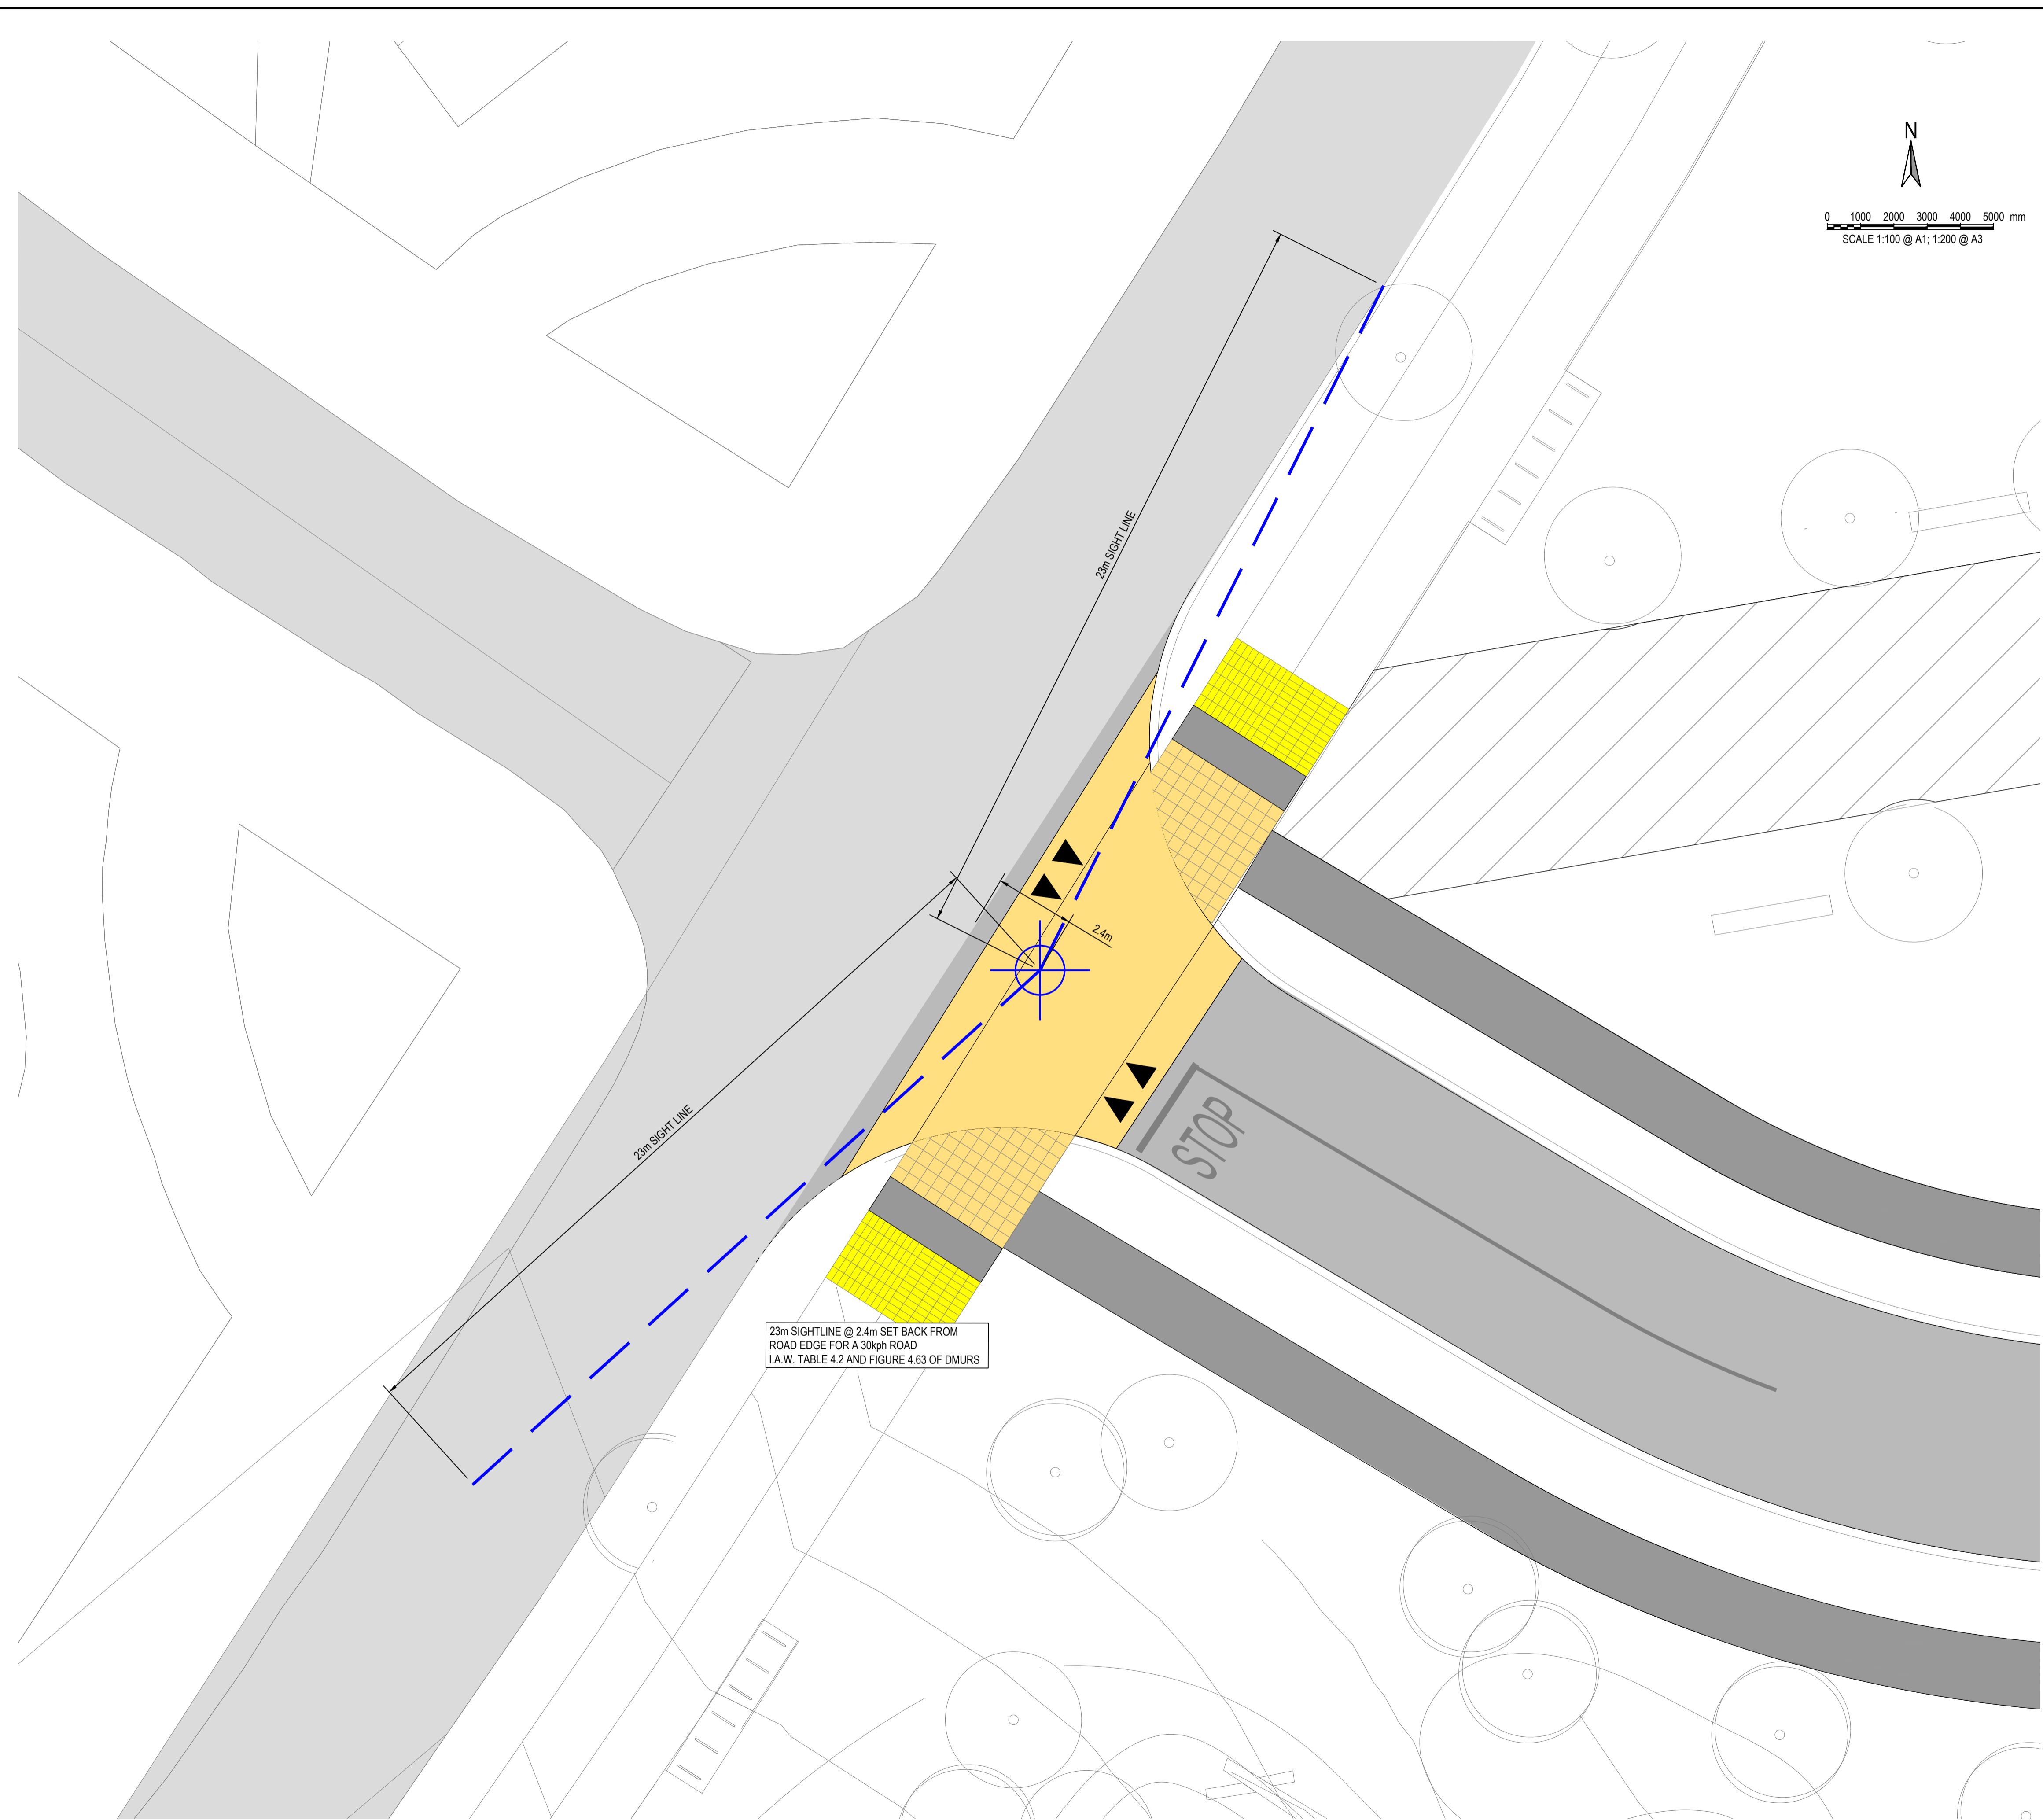 N
0 1000 2000 3000 4000 5000 mm
SCALE 1:100 @ A1; 1:200 @ A3
23m SIGHT LINE
2.4m
23m SIGHT LINE
STOP
23m SIGHTLINE @ 2.4m SET BACK FROM
ROAD EDGE FOR A 30kph ROAD
I.A.W. TABLE 4.2 AND FIGURE 4.63 OF DMURS